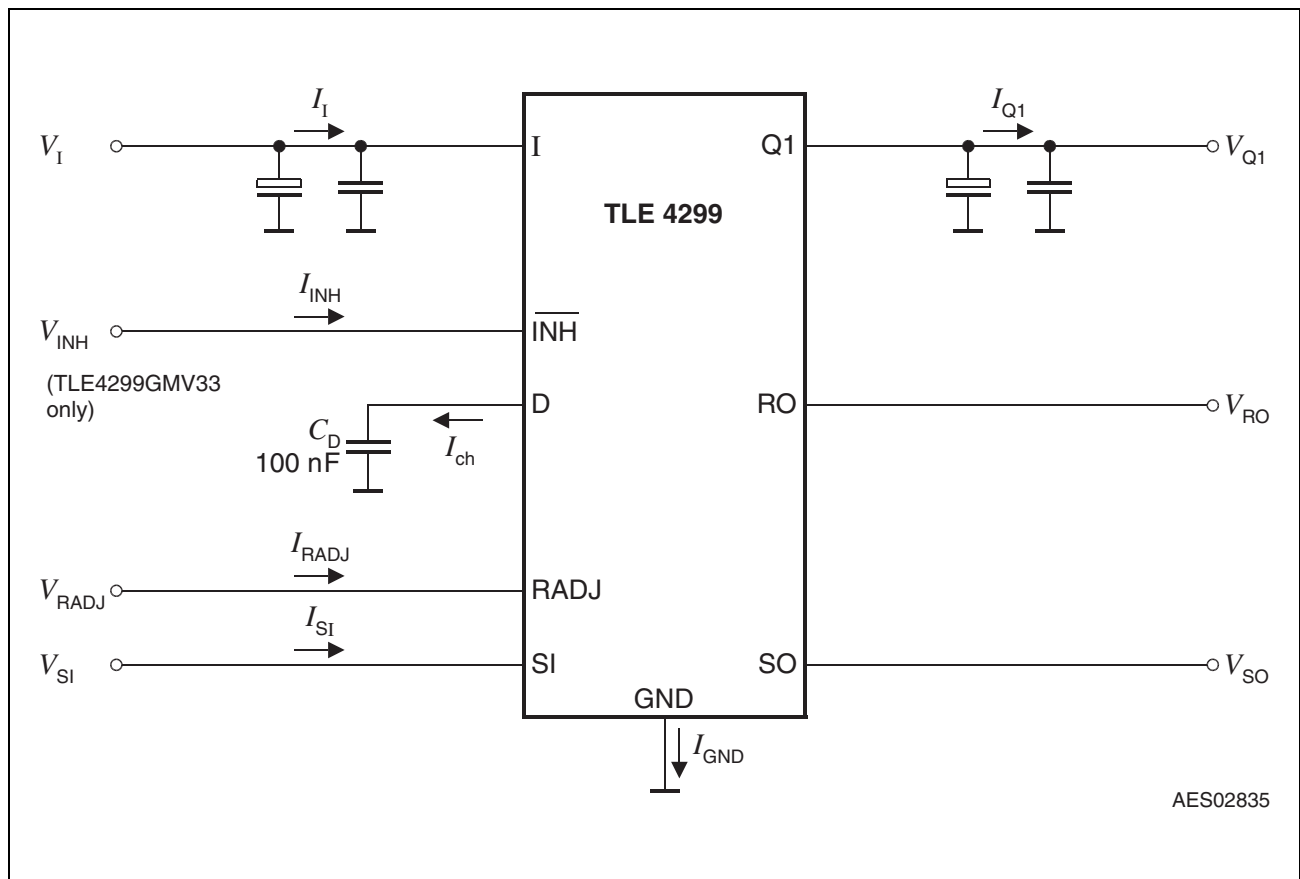 I_I
I_Q1
V_I
I
Q1
V_Q1
TLE 4299
I_INH
V_INH
INH
(TLE4299GMV33
only)
D
RO
V_RO
C_D
100 nF
I_ch
I_RADJ
V_RADJ
RADJ
I_SI
V_SI
SI
SO
V_SO
GND
I_GND
AES02835